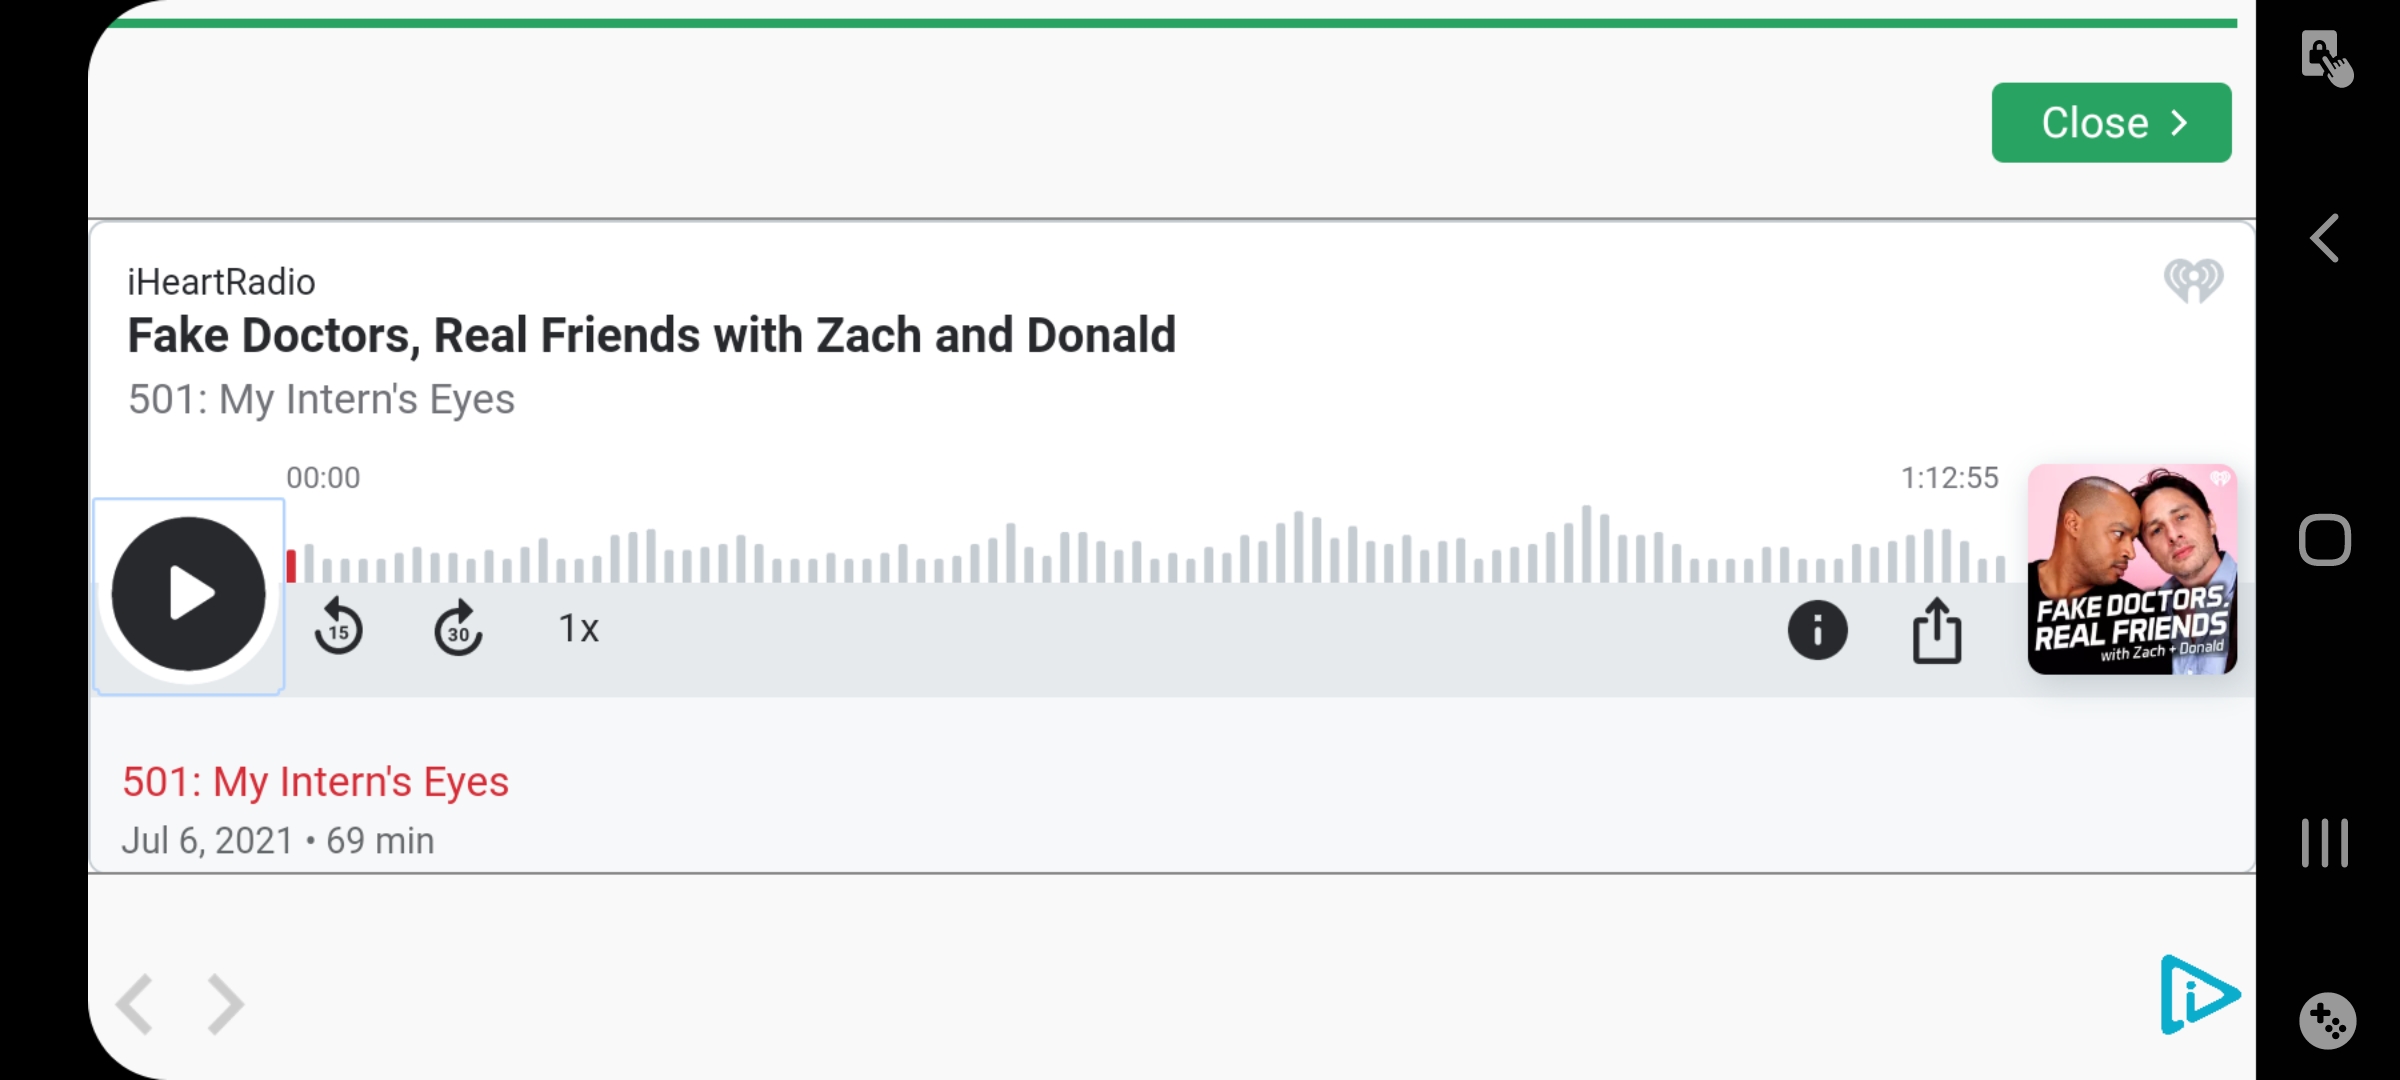 Close
iHeartRadio
Fake Doctors, Real Friends with Zach and Donald
501: My Intern's Eyes
00:00
1:12:55
15
30
1x
FAKE DOCTORS,
REAL FRIENDS
with Zach + Donald
501: My Intern's Eyes
Jul 6, 2021 • 69 min